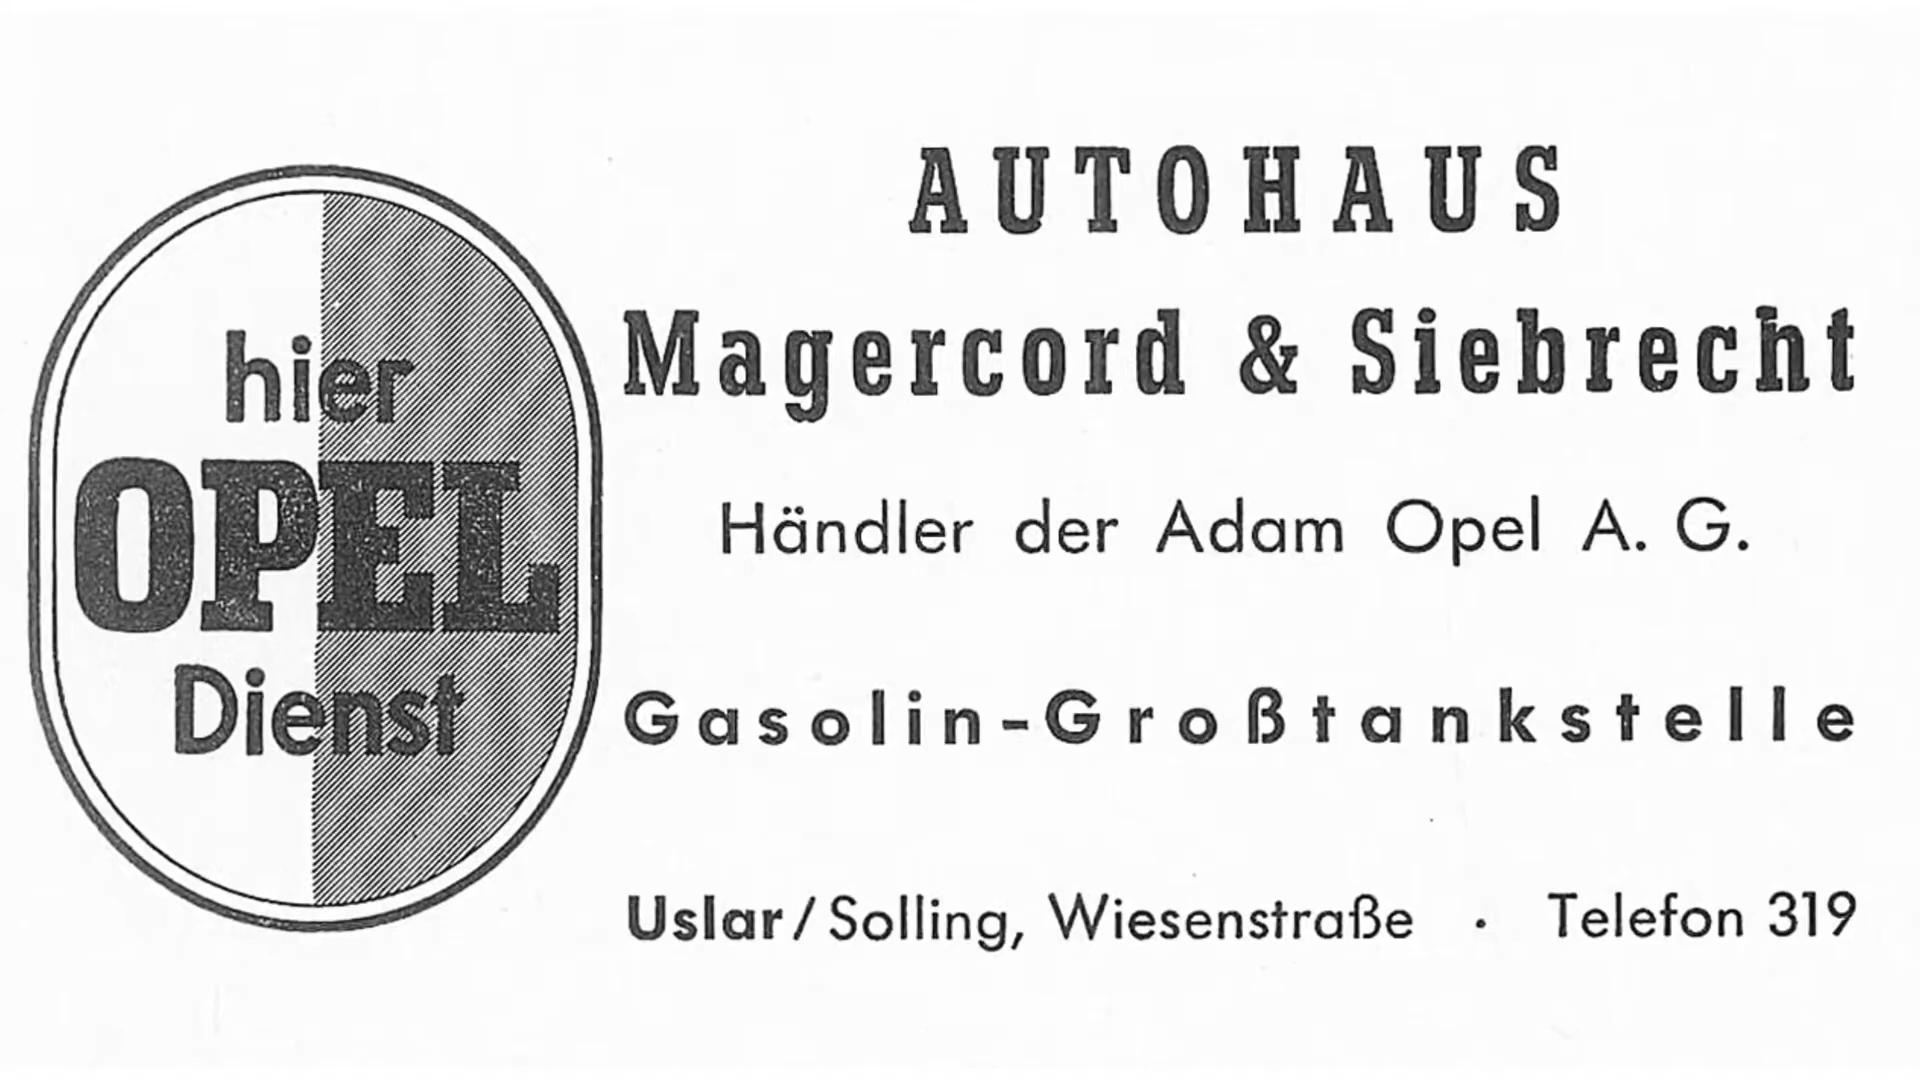 hier
OPEL
Dienst
AUTOHAUS
Magercord & Siebrecht
Händler der Adam Opel A. G.
Gasolin-Großtankstelle
Uslar/Solling, Wiesenstraße · Telefon 319